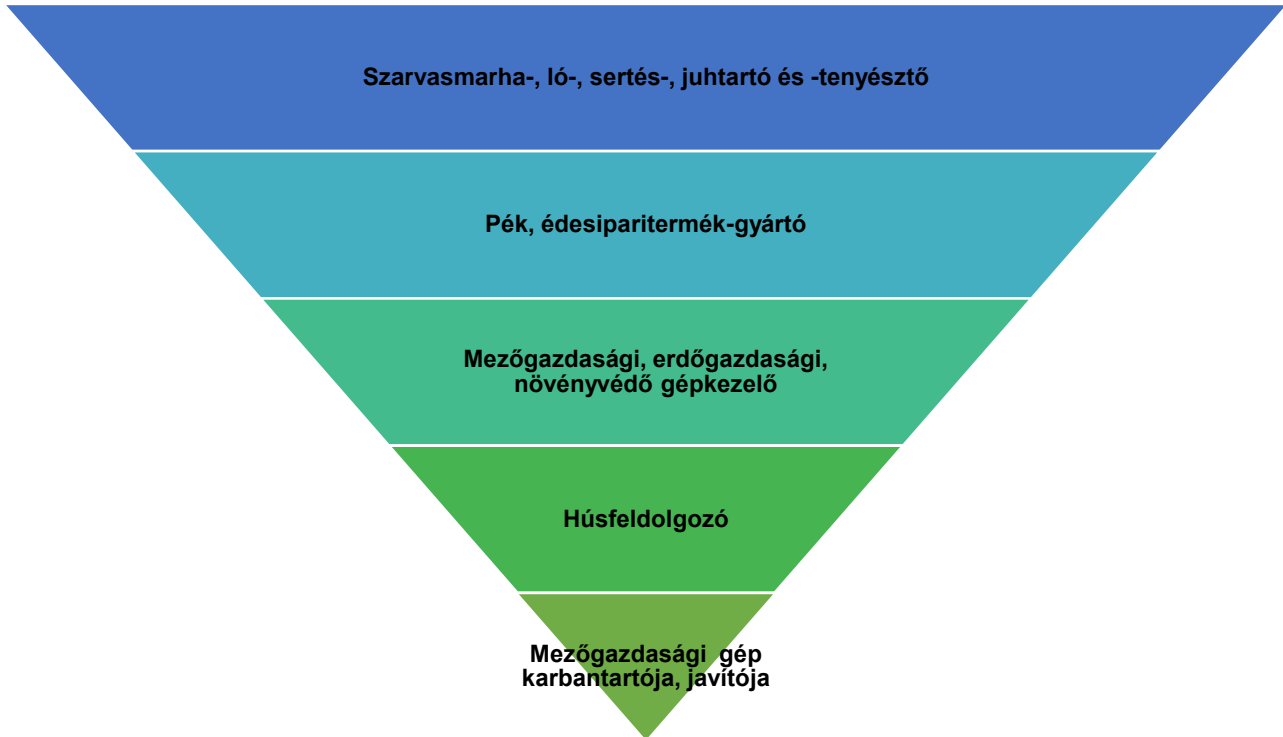 Szarvasmarha-, ló-, sertés-, juhtartó és -tenyésztő
Pék, édesiparitermék-gyártó
Mezőgazdasági, erdőgazdasági,
növényvédő gépkezelő
Húsfeldolgozó
Mezőgazdasági gép
karbantartója, javítója